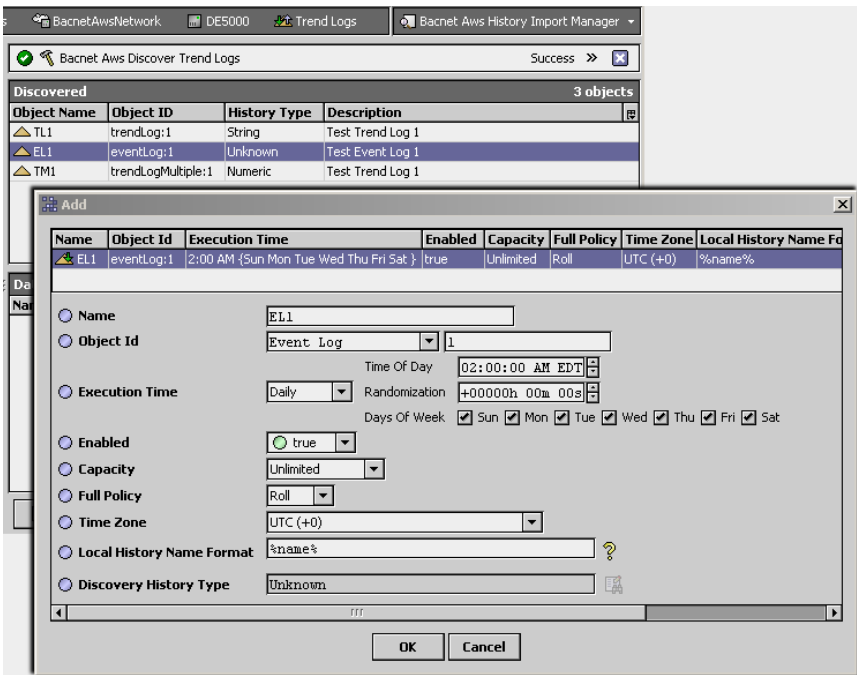 s BacnetAwsNetwork DE5000 Trend Logs Bacnet Aws History Import Manager
Bacnet Aws Discover Trend Logs Success »
Discovered 3 objects
Object Name Object ID History Type Description
TL1 trendLog:1 String Test Trend Log 1
EL1 eventLog:1 Unknown Test Event Log 1
TM1 trendLogMultiple:1 Numeric Test Trend Log 1
Add
Name Object Id Execution Time Enabled Capacity Full Policy Time Zone Local History Name Fo
EL1 eventLog:1 2:00 AM {Sun Mon Tue Wed Thu Fri Sat } true Unlimited Roll UTC (+0) %name%
Da
Nar
Name EL1
Object Id Event Log 1
Time Of Day 02:00:00 AM EDT
Execution Time Daily Randomization +00000h 00m 00s
Days Of Week Sun Mon Tue Wed Thu Fri Sat
Enabled true
Capacity Unlimited
Full Policy Roll
Time Zone UTC (+0)
Local History Name Format %name%
Discovery History Type Unknown
OK Cancel